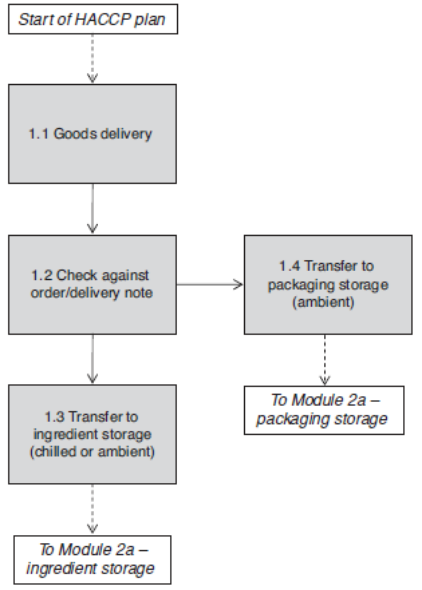 Start of HACCP plan
1.1 Goods delivery
1.2 Check against
order/delivery note
1.4 Transfer to
packaging storage
(ambient)
1.3 Transfer to
ingredient storage
(chilled or ambient)
To Module 2a –
packaging storage
To Module 2a –
ingredient storage